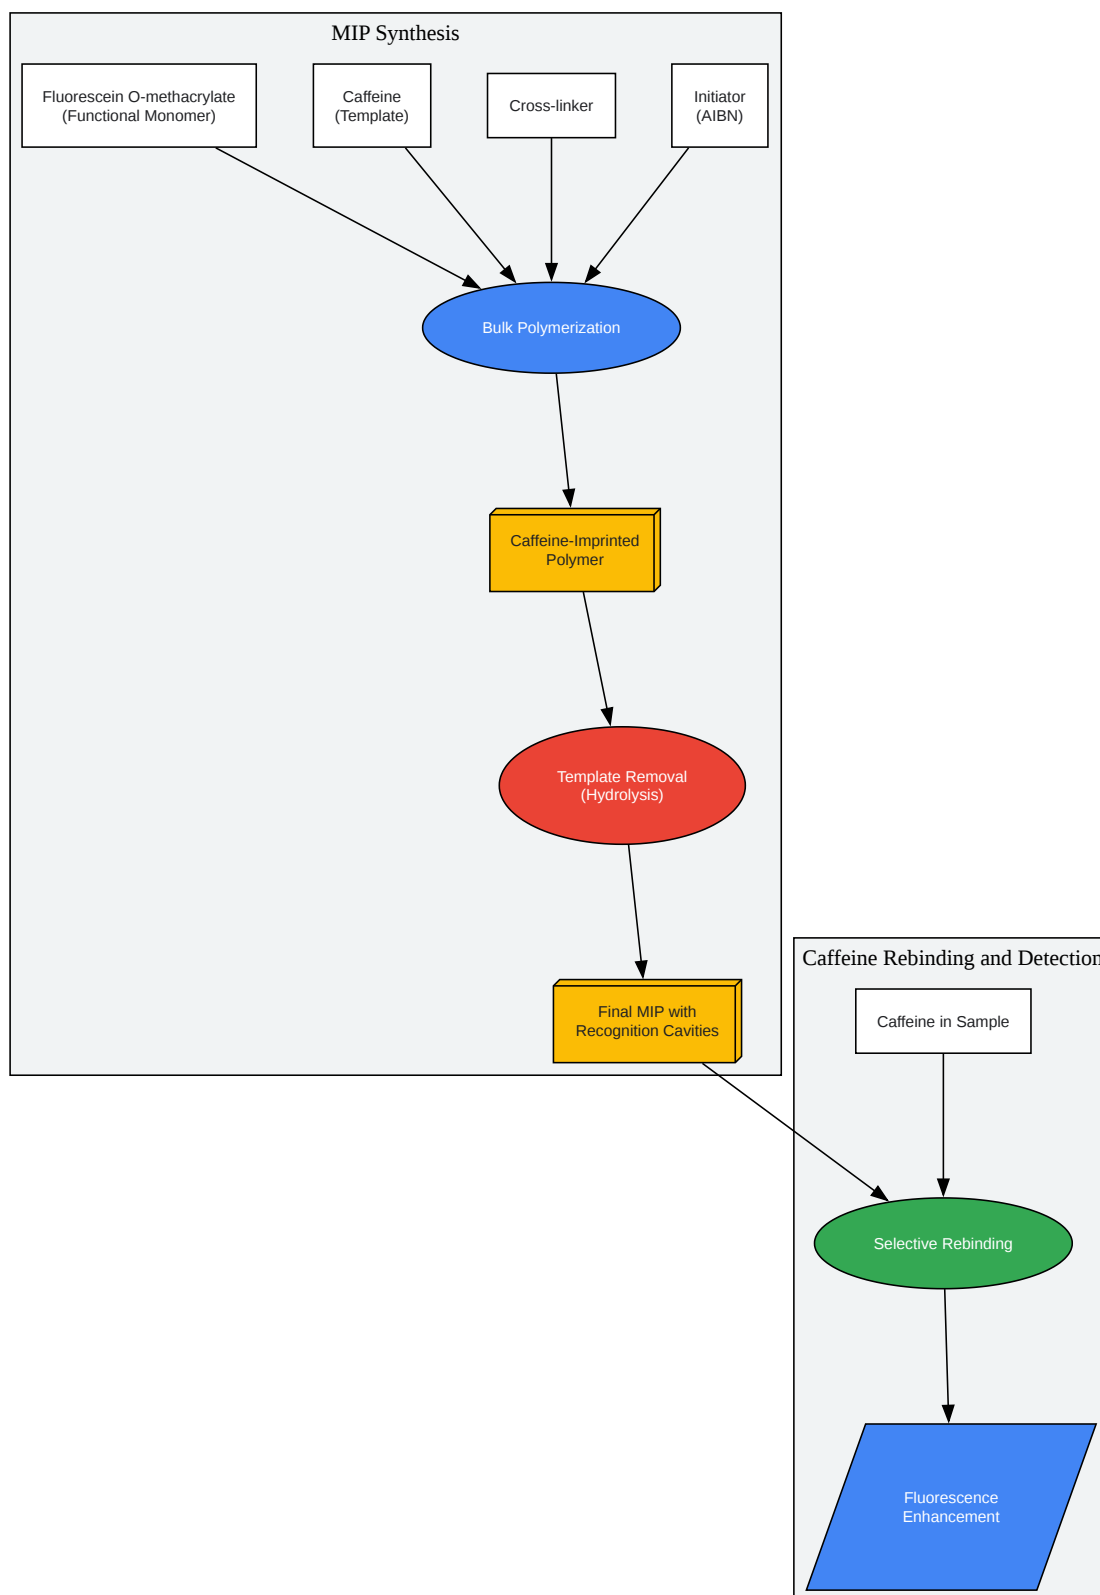 MIP Synthesis
Fluorescein O-methacrylate
(Functional Monomer)
Caffeine
(Template)
Cross-linker
Initiator
(AIBN)
Bulk Polymerization
Caffeine-Imprinted
Polymer
Template Removal
(Hydrolysis)
Final MIP with
Recognition Cavities
Caffeine Rebinding and Detection
Caffeine in Sample
Selective Rebinding
Fluorescence
Enhancement